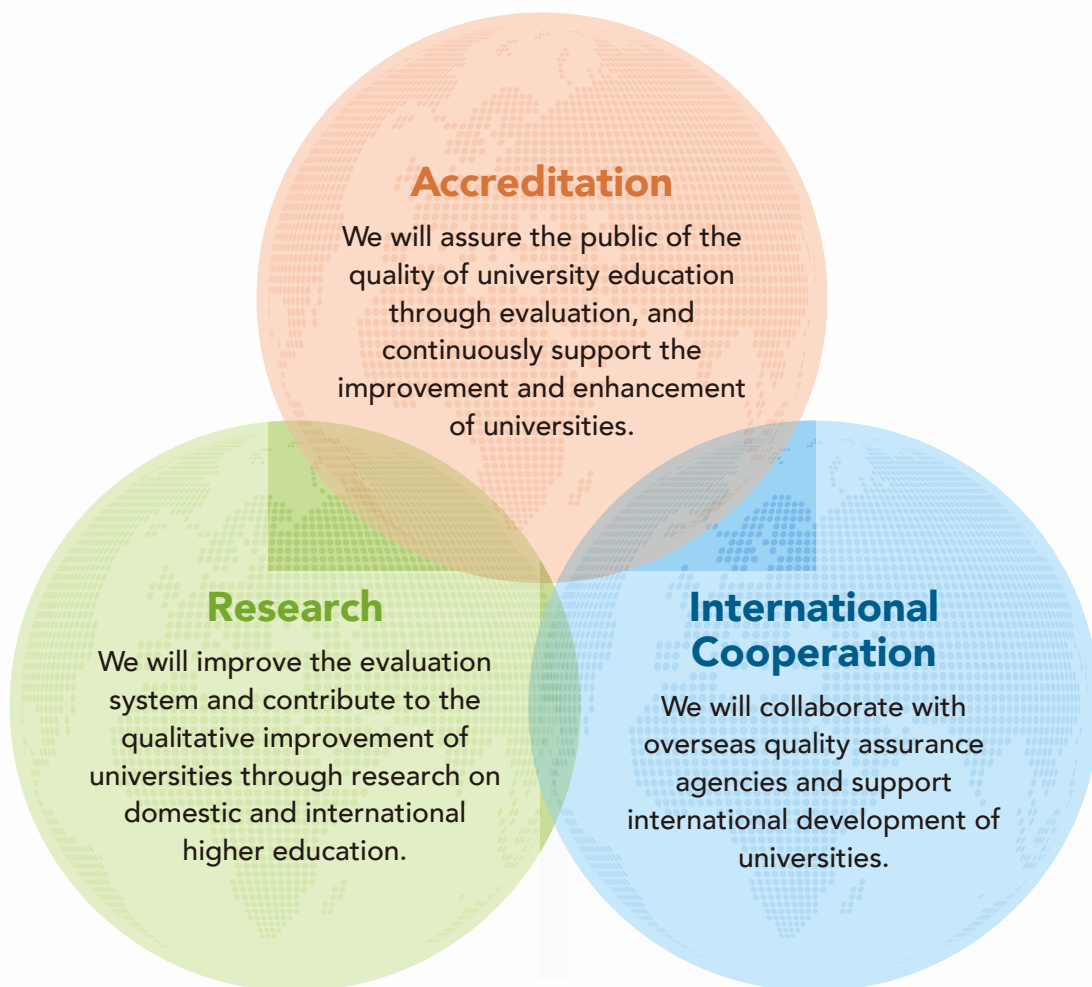 Accreditation
We will assure the public of the
quality of university education
through evaluation, and
continuously support the
improvement and enhancement
of universities.
Research
We will improve the evaluation
system and contribute to the
qualitative improvement of
universities through research on
domestic and international
higher education.
International
Cooperation
We will collaborate with
overseas quality assurance
agencies and support
international development of
universities.